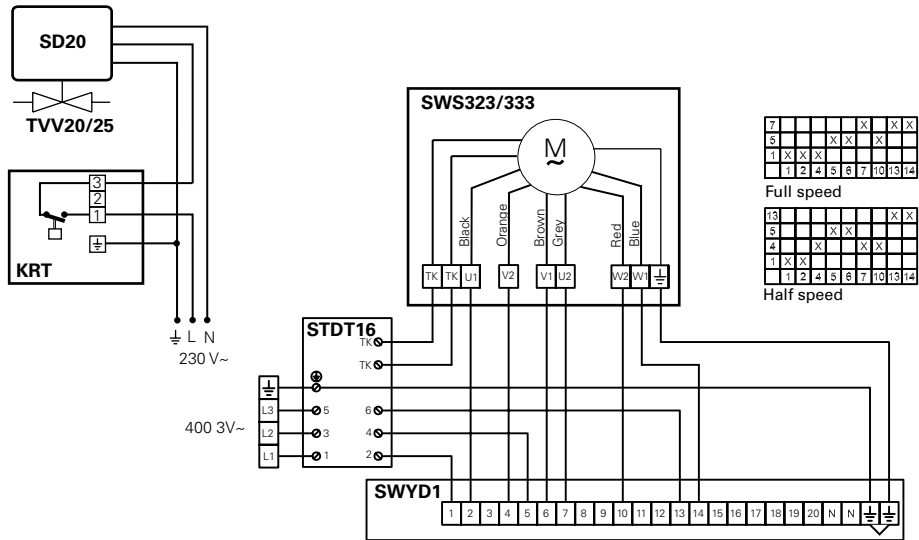 SD20
TVV20/25
3
2
1
KRT
L N
230 V~
SWS323/333
M
~
Black
Orange
Brown
Grey
Red
Blue
TK TK U1 V2 V1 U2 W2 W1
STDT16
TK
TK
400 3V~
L3 5 6
L2 3 4
L1 1 2
SWYD1
1 2 3 4 5 6 7 8 9 10 11 12 13 14 15 16 17 18 19 20 N N
7 X X X
5 X X X
1 X X X
1 2 4 5 6 7 10 13 14
Full speed
13 X X
5 X X
4 X X X
1 X X
1 2 4 5 6 7 10 13 14
Half speed